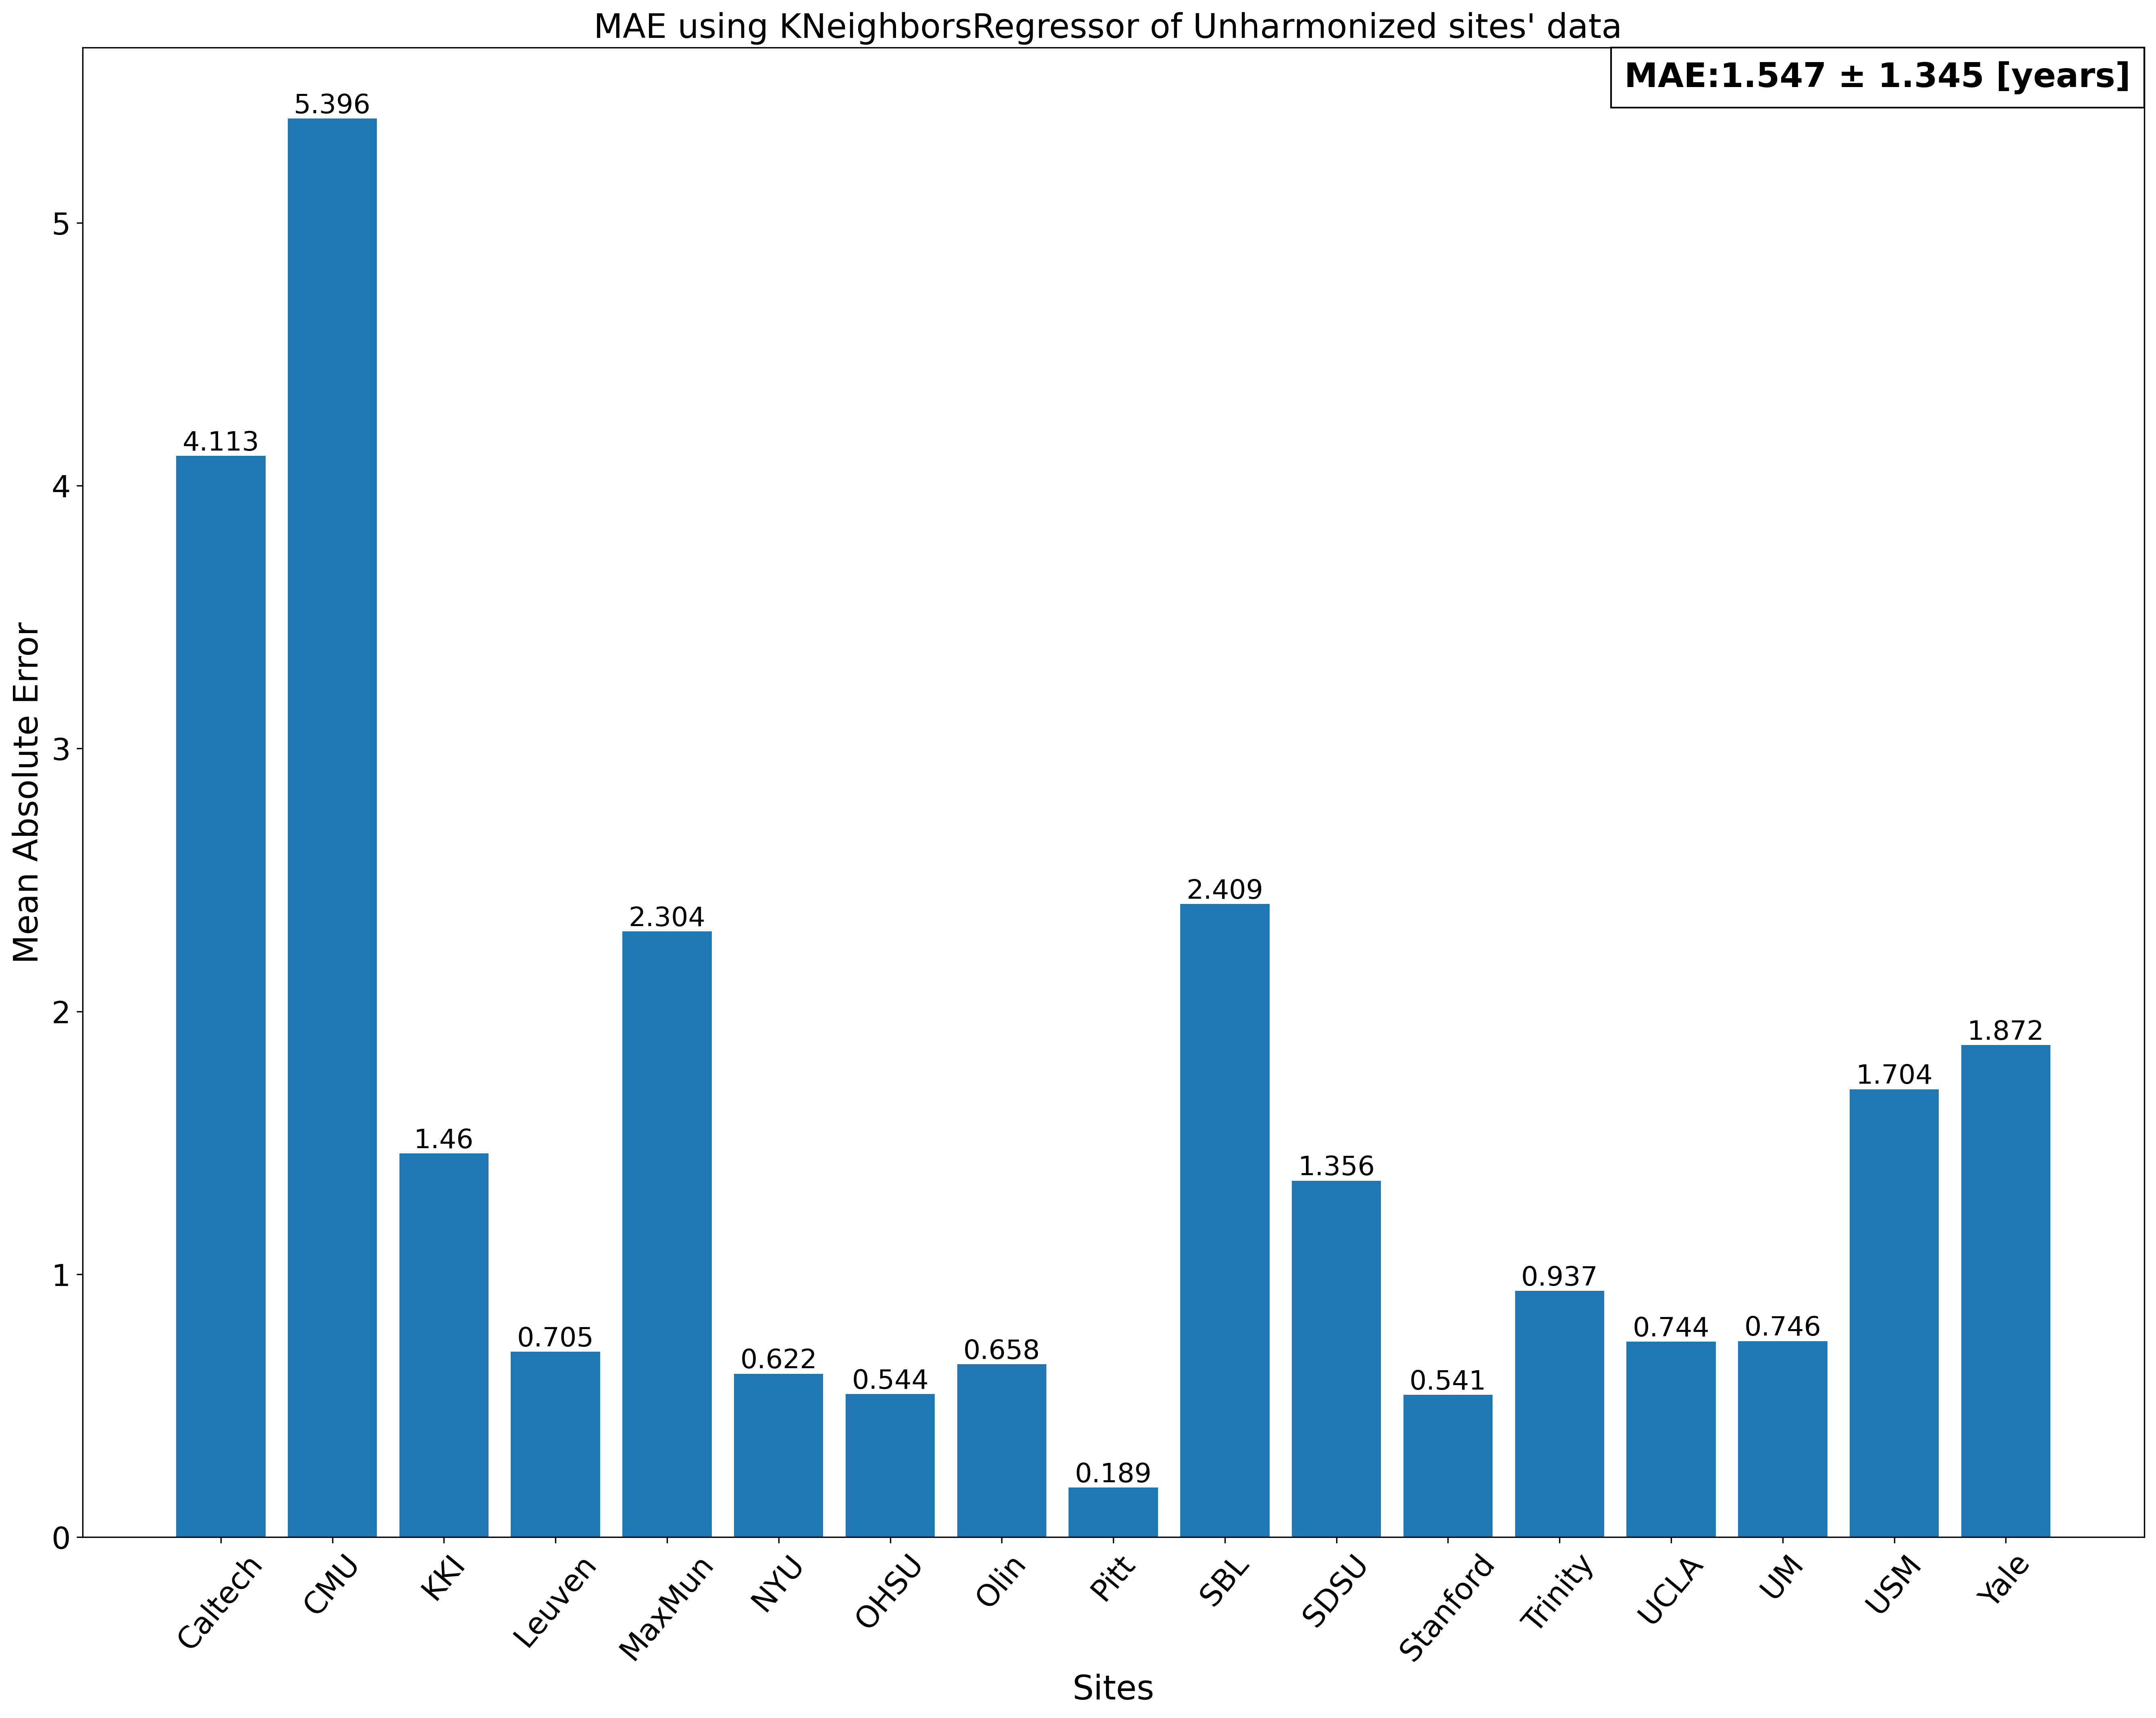 MAE using KNeighborsRegressor of Unharmonized sites' data
MAE:1.547 ± 1.345 [years]
Mean Absolute Error
5
4
3
2
1
0
4.113
5.396
1.46
0.705
2.304
0.622
0.544
0.658
0.189
2.409
1.356
0.541
0.937
0.744
0.746
1.704
1.872
Caltech
CMU
KKI
Leuven
MaxMun
NYU
OHSU
Olin
Pitt
SBL
SDSU
Stanford
Trinity
UCLA
UM
USM
Yale
Sites